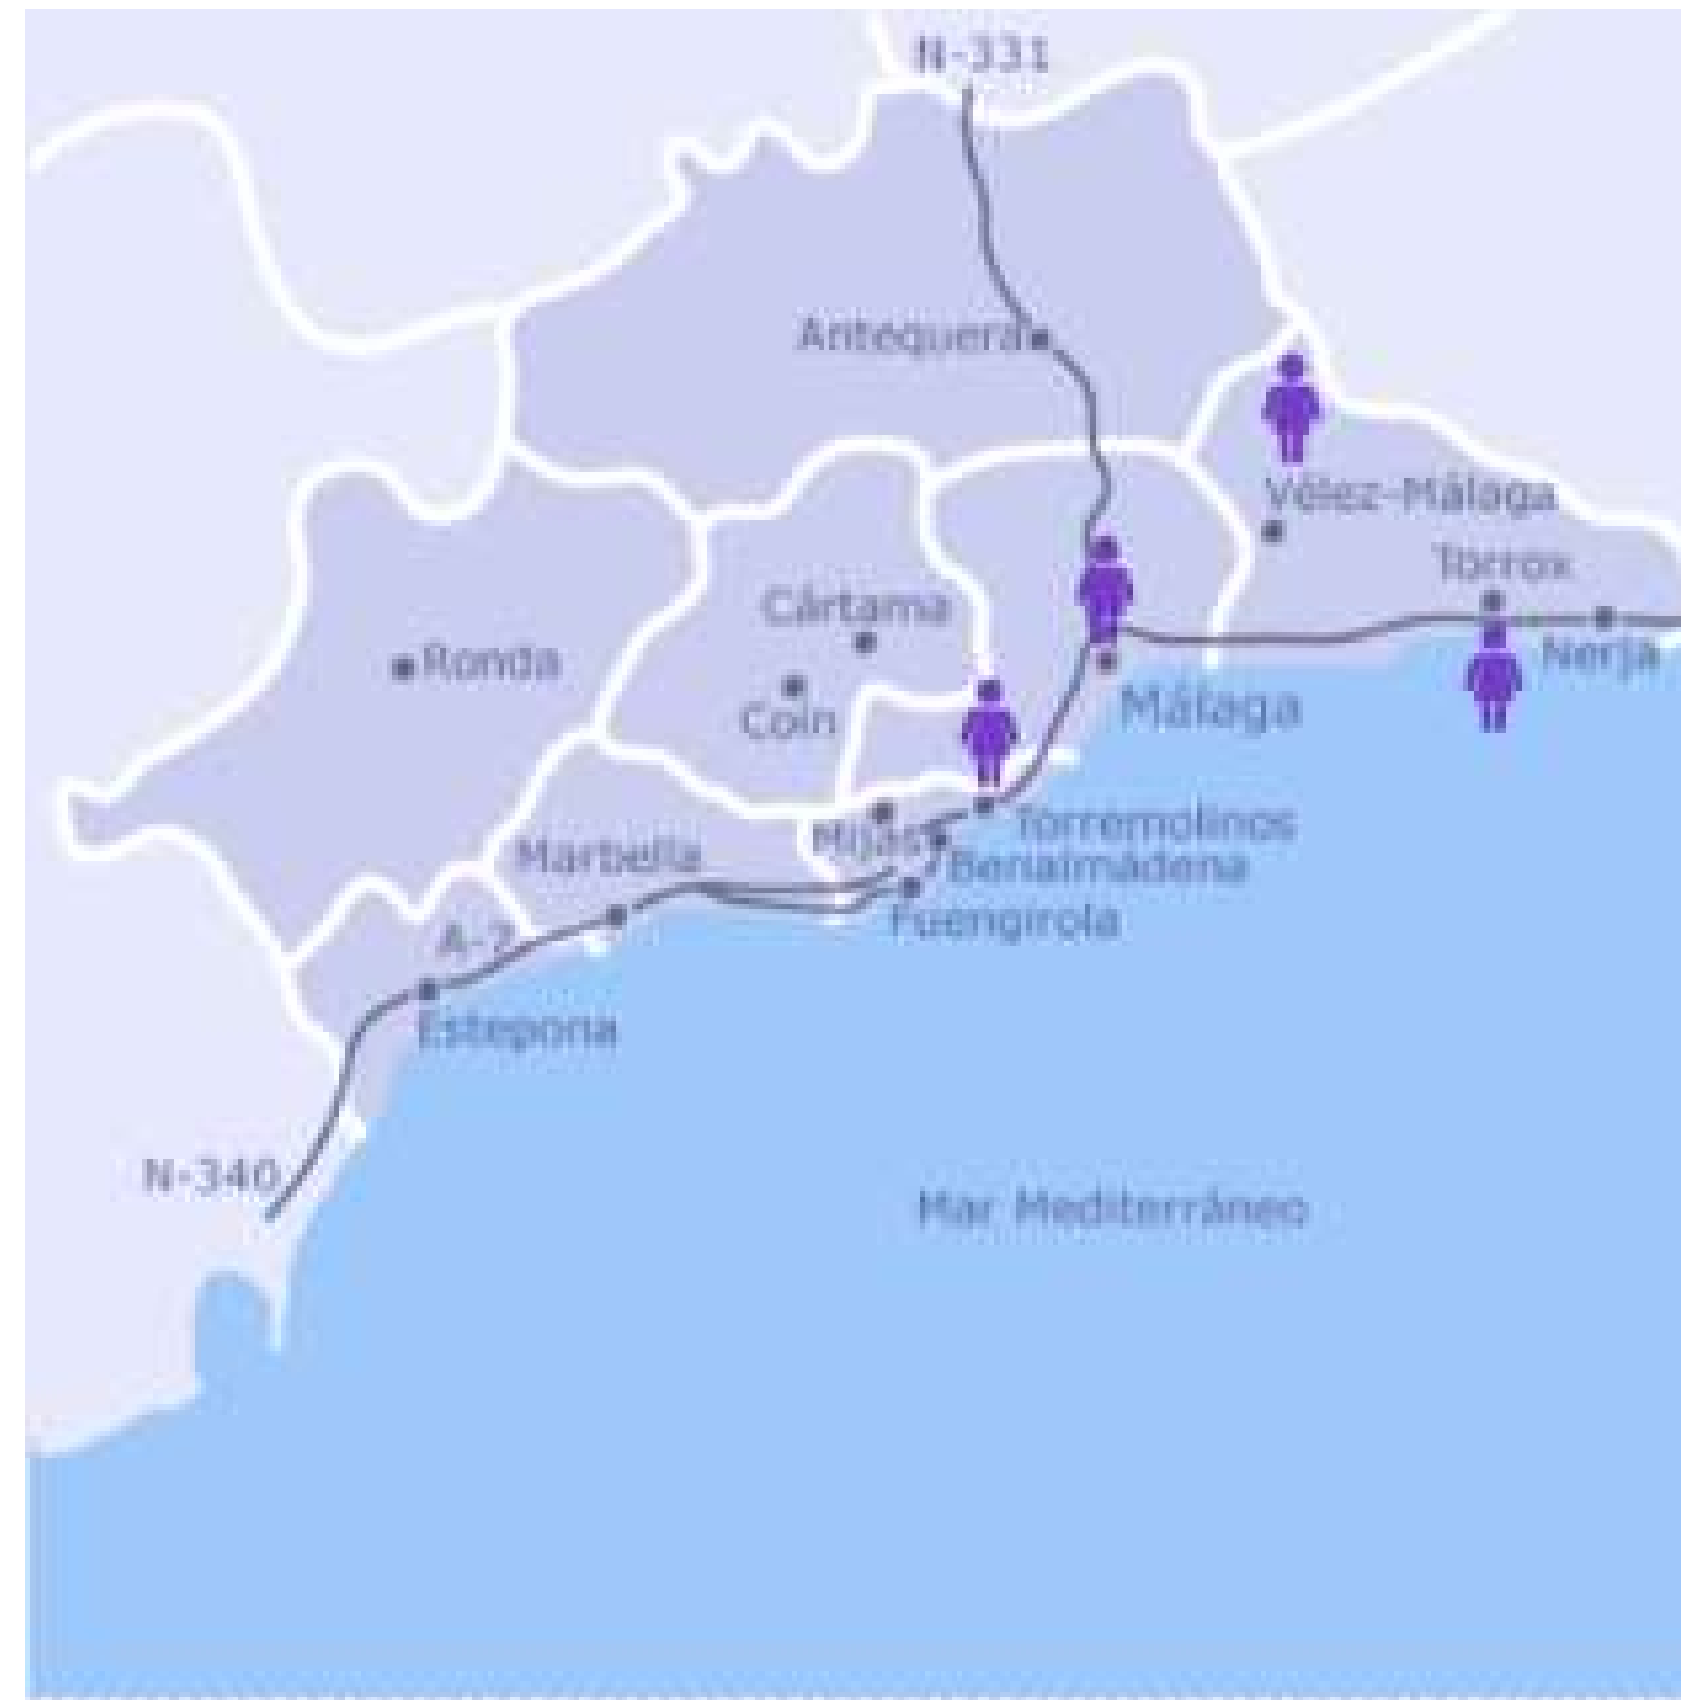 N-331
Antequera
Vélez-Málaga
Torrox
Cártama
Nerja
Ronda
Málaga
Coín
Torremolinos
Mijas
Marbella
Benalmádena
Fuengirola
A-7
Estepona
N-340
Mar Mediterráneo